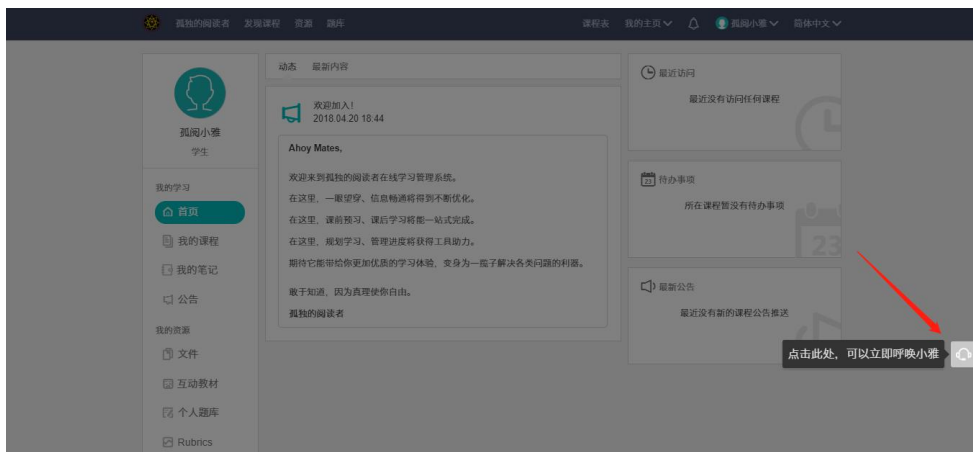 孤独的阅读者 发现课程 资源 题库 课程表 我的主页 孤阅小雅 简体中文
孤阅小雅
学生
我的学习
首页
我的课程
我的笔记
公告
我的资源
文件
互动教材
个人题库
Rubrics
动态 最新内容
欢迎加入！
2018.04.20 18:44
Ahoy Mates,
欢迎来到孤独的阅读者在线学习管理系统。
在这里，一眼望穿、信息畅通将得到不断优化。
在这里，课前预习、课后学习将能一站式完成。
在这里，规划学习、管理进度将获得工具助力。
期待它能带给你更加优质的学习体验，变身为一揽子解决各类问题的利器。
敢于知道，因为真理使你自由。
孤独的阅读者
最近访问
最近没有访问任何课程
23 待办事项
所在课程暂没有待办事项
23
最新公告
最近没有新的课程公告推送
点击此处，可以立即呼唤小雅